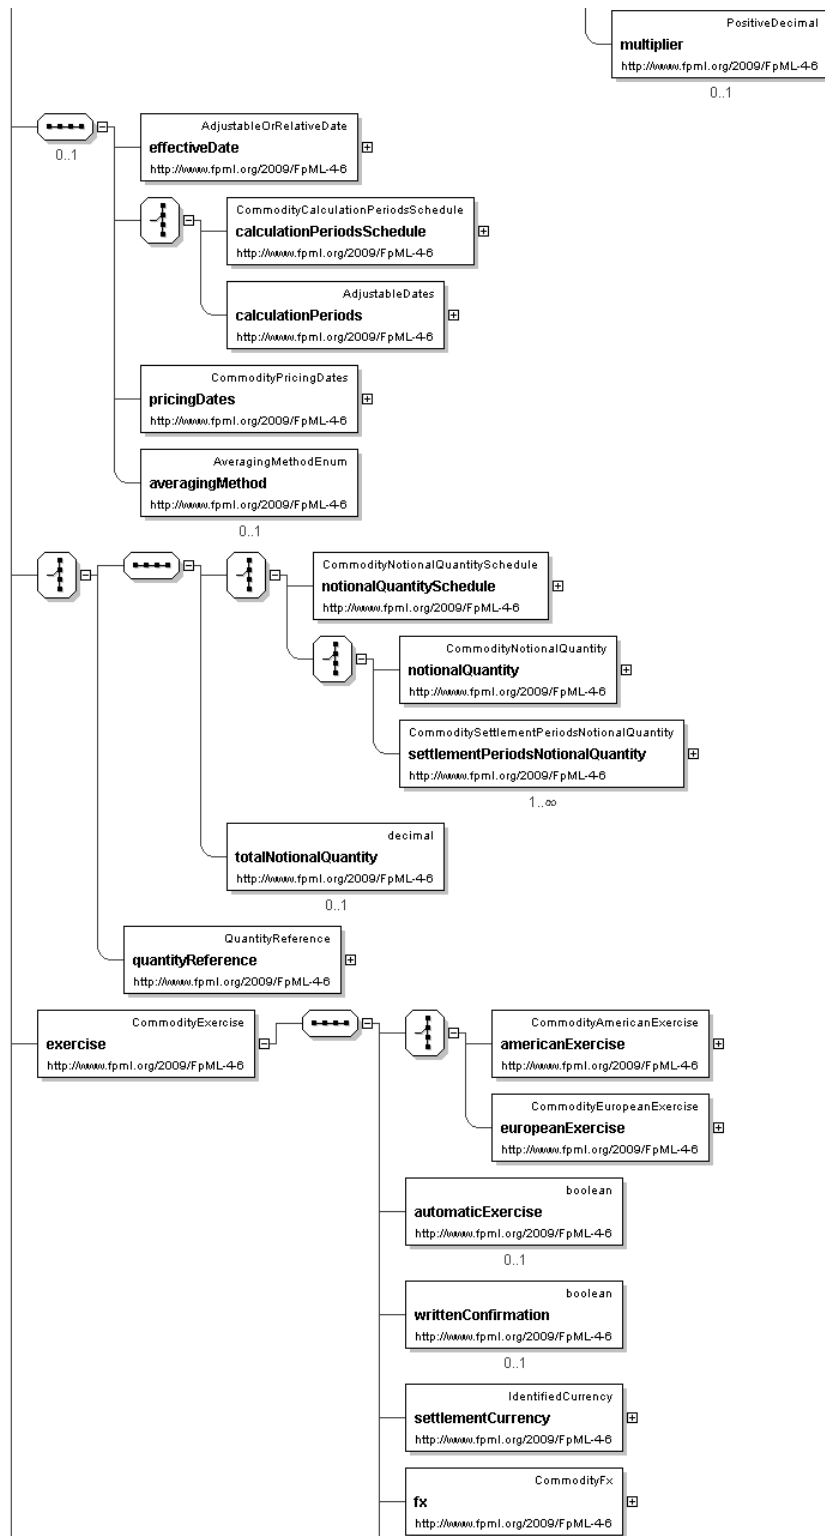 PositiveDecimal
multiplier
http://www.fpml.org/2009/FpML-4-6
0..1
AdjustableOrRelativeDate
effectiveDate
http://www.fpml.org/2009/FpML-4-6
0..1
CommodityCalculationPeriodsSchedule
calculationPeriodsSchedule
http://www.fpml.org/2009/FpML-4-6
AdjustableDates
calculationPeriods
http://www.fpml.org/2009/FpML-4-6
CommodityPricingDates
pricingDates
http://www.fpml.org/2009/FpML-4-6
AveragingMethodEnum
averagingMethod
http://www.fpml.org/2009/FpML-4-6
0..1
CommodityNotionalQuantitySchedule
notionalQuantitySchedule
http://www.fpml.org/2009/FpML-4-6
CommodityNotionalQuantity
notionalQuantity
http://www.fpml.org/2009/FpML-4-6
CommoditySettlementPeriodsNotionalQuantity
settlementPeriodsNotionalQuantity
http://www.fpml.org/2009/FpML-4-6
1..∞
decimal
totalNotionalQuantity
http://www.fpml.org/2009/FpML-4-6
0..1
QuantityReference
quantityReference
http://www.fpml.org/2009/FpML-4-6
CommodityExercise
exercise
http://www.fpml.org/2009/FpML-4-6
CommodityAmericanExercise
americanExercise
http://www.fpml.org/2009/FpML-4-6
CommodityEuropeanExercise
europeanExercise
http://www.fpml.org/2009/FpML-4-6
boolean
automaticExercise
http://www.fpml.org/2009/FpML-4-6
0..1
boolean
writtenConfirmation
http://www.fpml.org/2009/FpML-4-6
0..1
IdentifiedCurrency
settlementCurrency
http://www.fpml.org/2009/FpML-4-6
CommodityFx
fx
http://www.fpml.org/2009/FpML-4-6